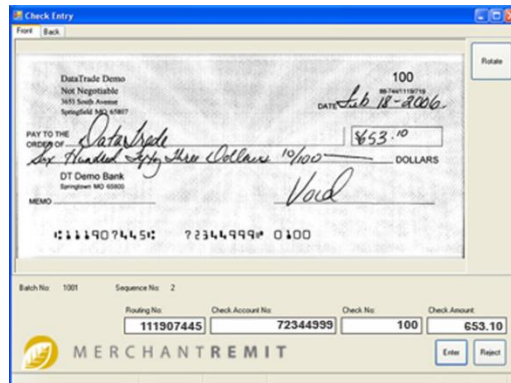 Check Entry
Front Back
Rotate
DataTrade Demo
Not Negotiable
3653 South Avenue
Springfield MO 65807
100
DATE Feb 18-2006
PAY TO THE
ORDER OF DataTrade
$653.10
Six Hundred Fifty Three Dollars 10/100 DOLLARS
DT Demo Bank
Springtown MO 65800
MEMO
Void
⑆111907445⑆ 72344999⑈ 0100
Batch No: 1001 Sequence No: 2
Routing No: Check Account No: Check No: Check Amount:
111907445 72344999 100 653.10
MERCHANTREMIT
Enter Reject